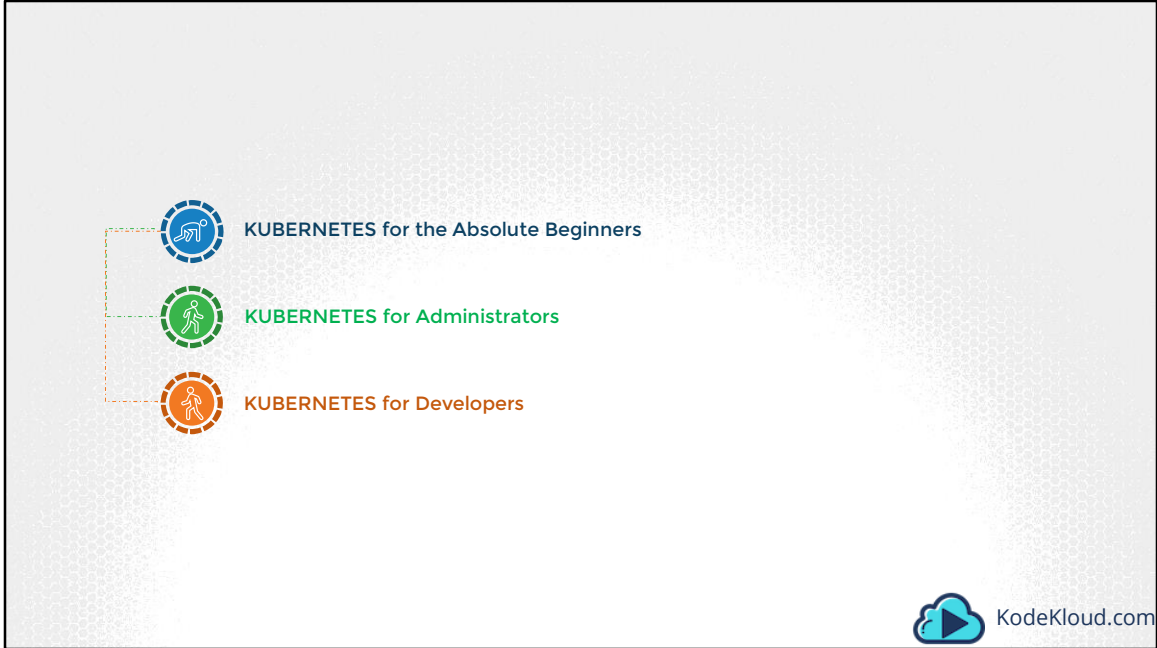 KUBERNETES for the Absolute Beginners
KUBERNETES for Administrators
KUBERNETES for Developers
KodeKloud.com